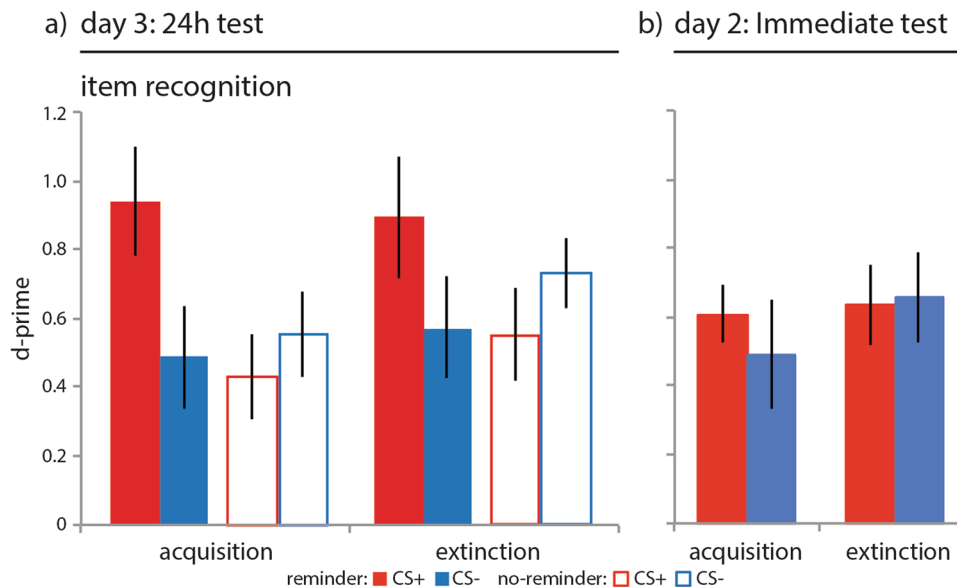 a) day 3: 24h test
b) day 2: Immediate test
item recognition
1.2
1.0
0.8
0.6
0.4
0.2
0
d-prime
acquisition
extinction
acquisition
extinction
reminder: CS+ CS- no-reminder: CS+ CS-